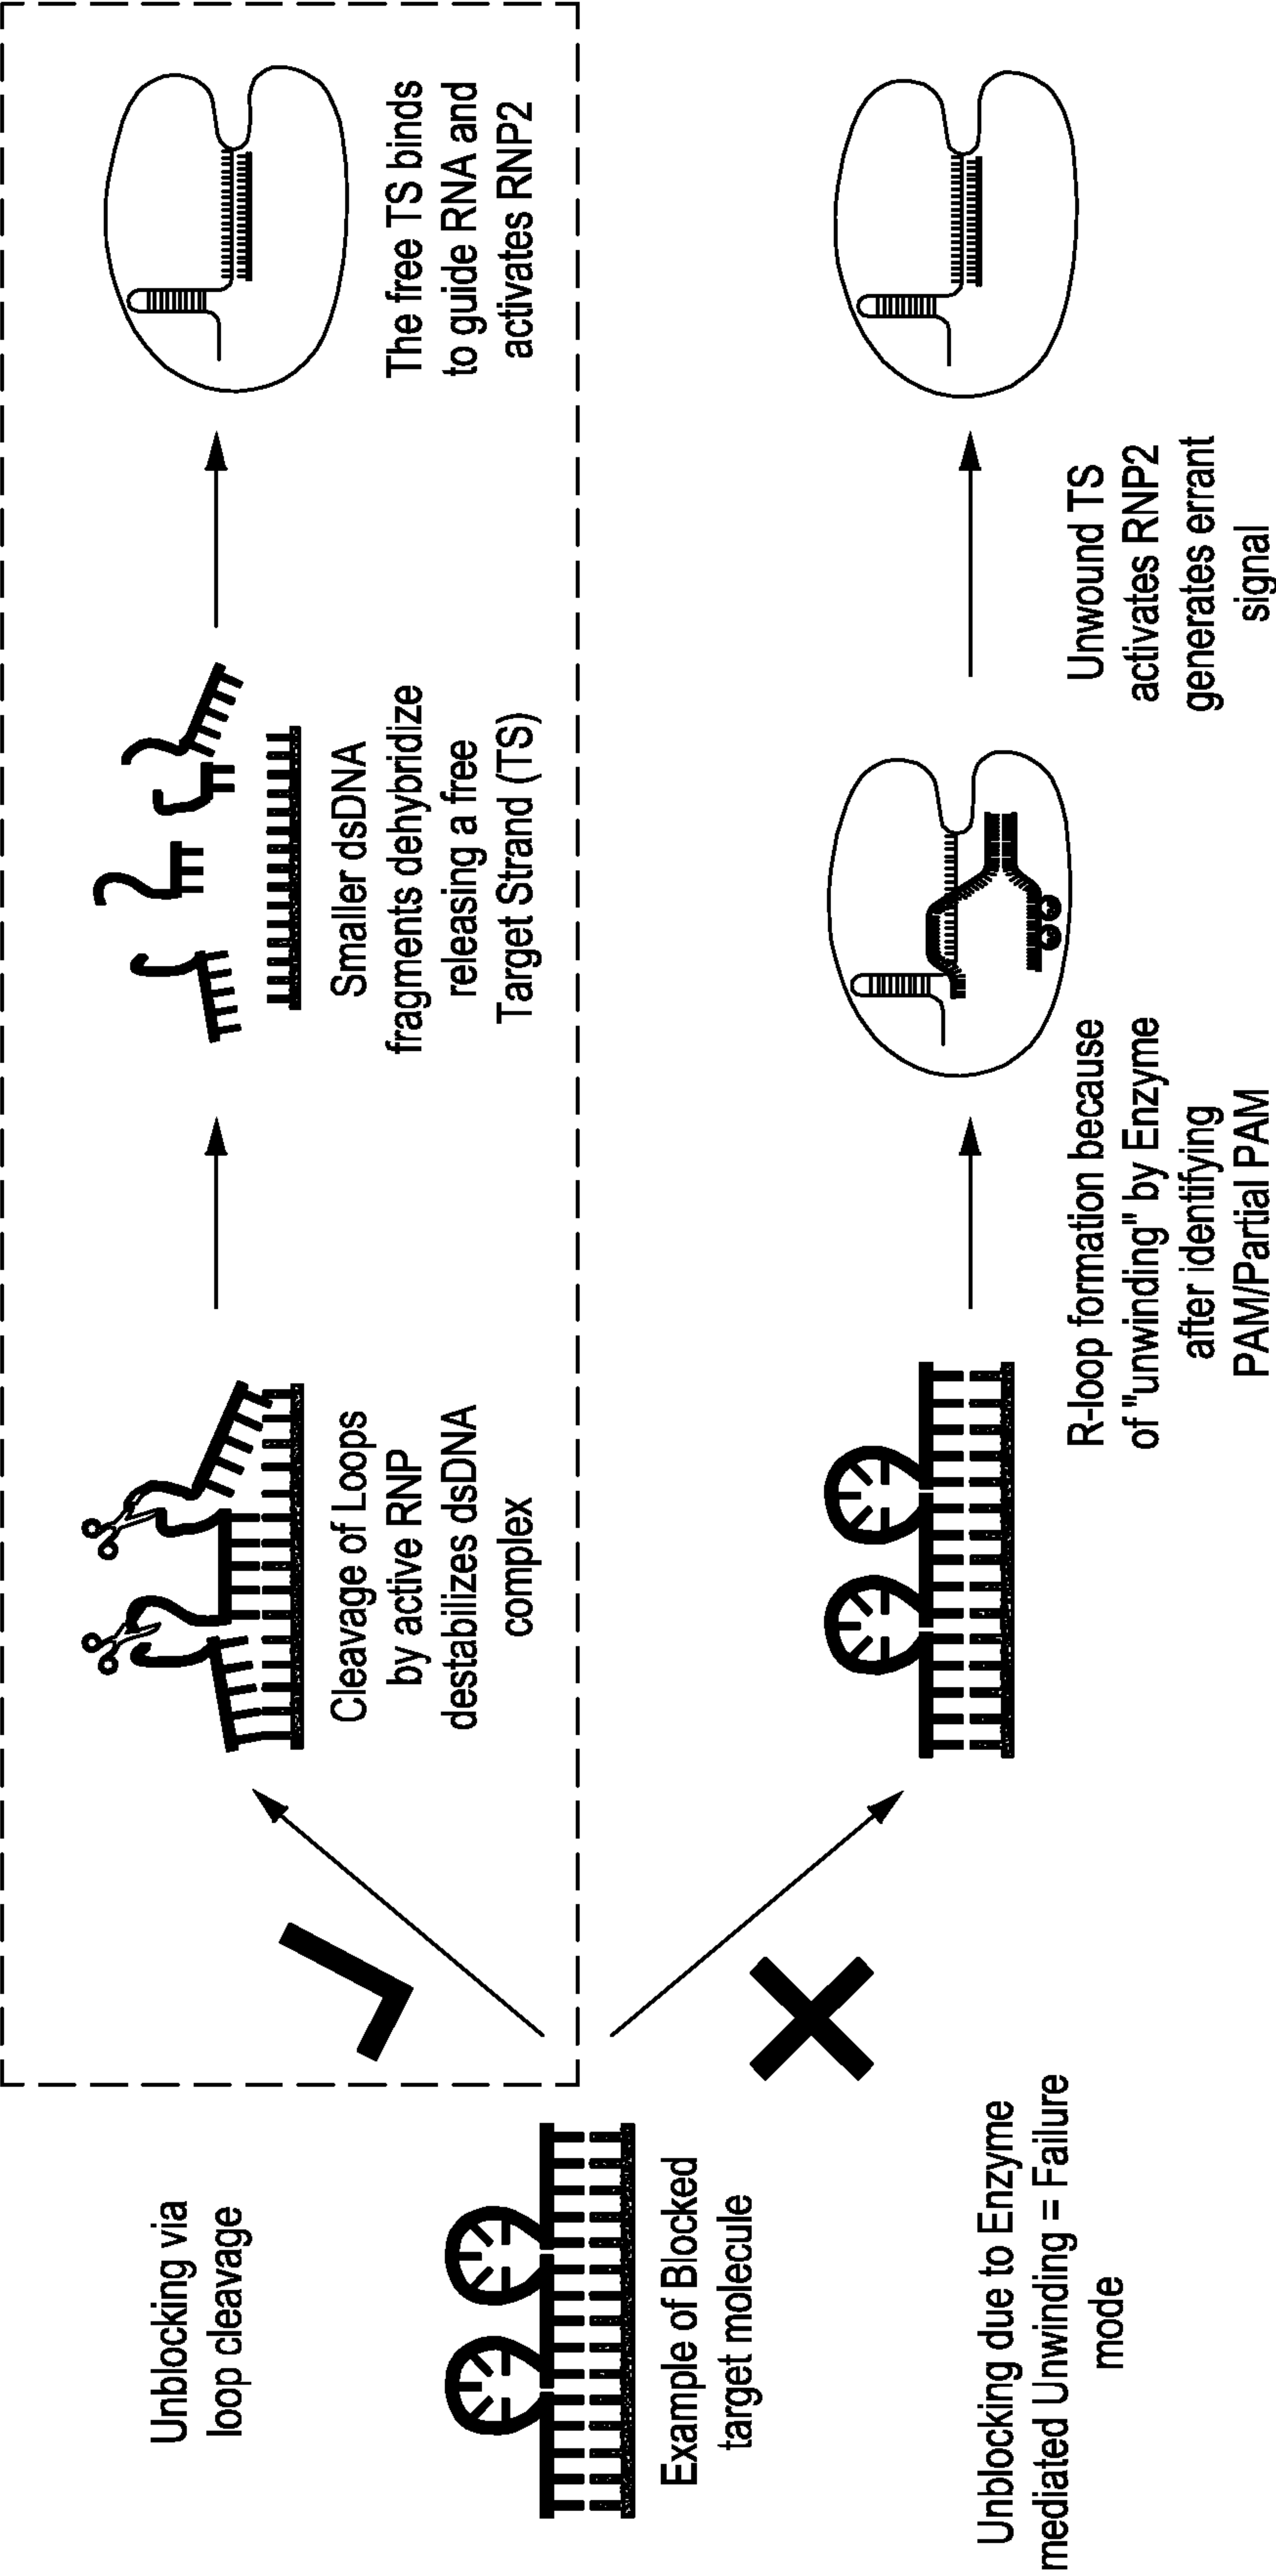 Unblocking via
loop cleavage
Example of Blocked
target molecule
Unblocking due to Enzyme
mediated Unwinding = Failure
mode
Cleavage of Loops
by active RNP
destabilizes dsDNA
complex
Smaller dsDNA
fragments dehybridize
releasing a free
Target Strand (TS)
The free TS binds
to guide RNA and
activates RNP2
R-loop formation because
of "unwinding" by Enzyme
after identifying
PAM/Partial PAM
Unwound TS
activates RNP2
generates errant
signal